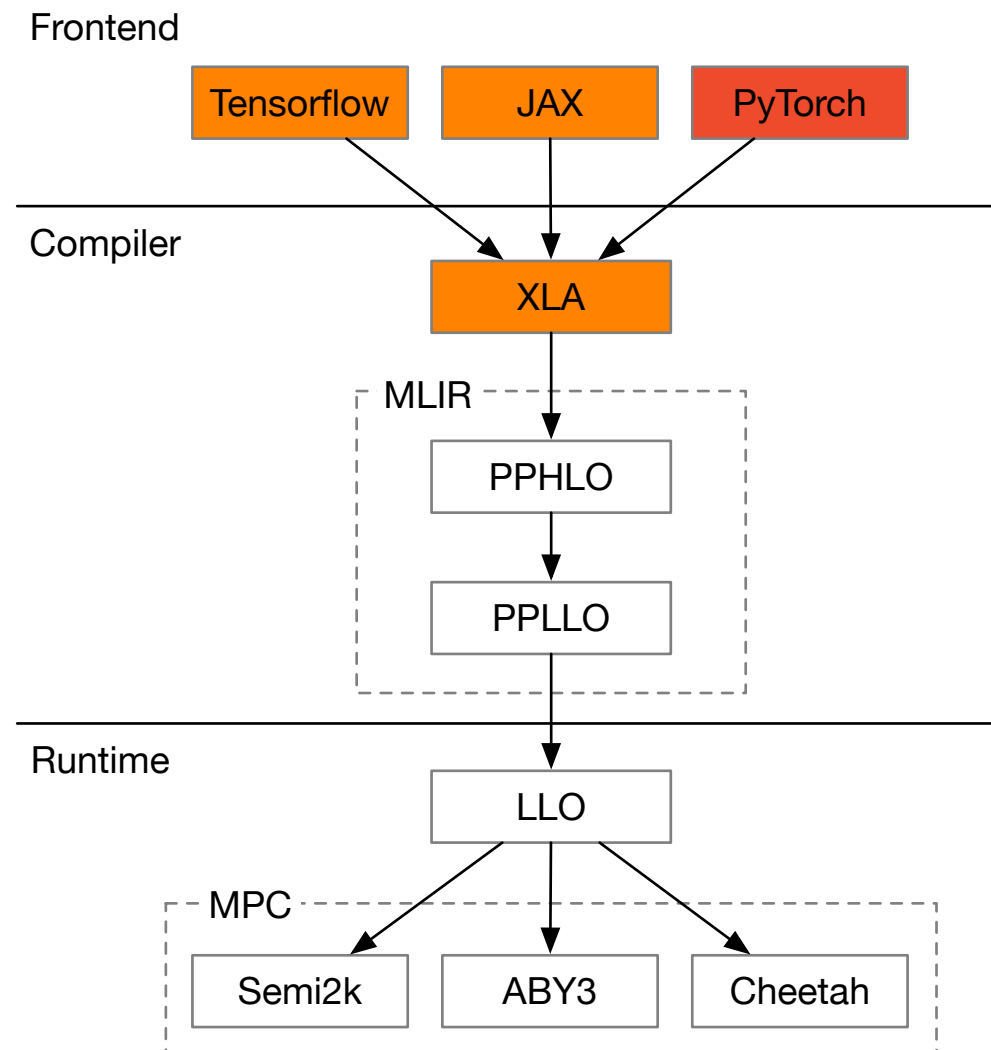 Frontend
Tensorflow
JAX
PyTorch
Compiler
XLA
MLIR
PPHLO
PPLLO
Runtime
LLO
MPC
Semi2k
ABY3
Cheetah